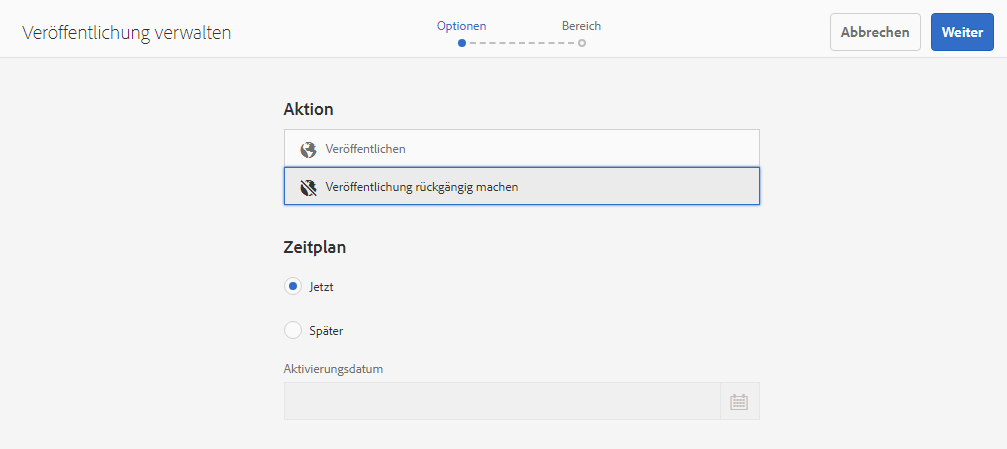 Veröffentlichung verwalten
Optionen
Bereich
Abbrechen
Weiter
Aktion
Veröffentlichen
Veröffentlichung rückgängig machen
Zeitplan
Jetzt
Später
Aktivierungsdatum